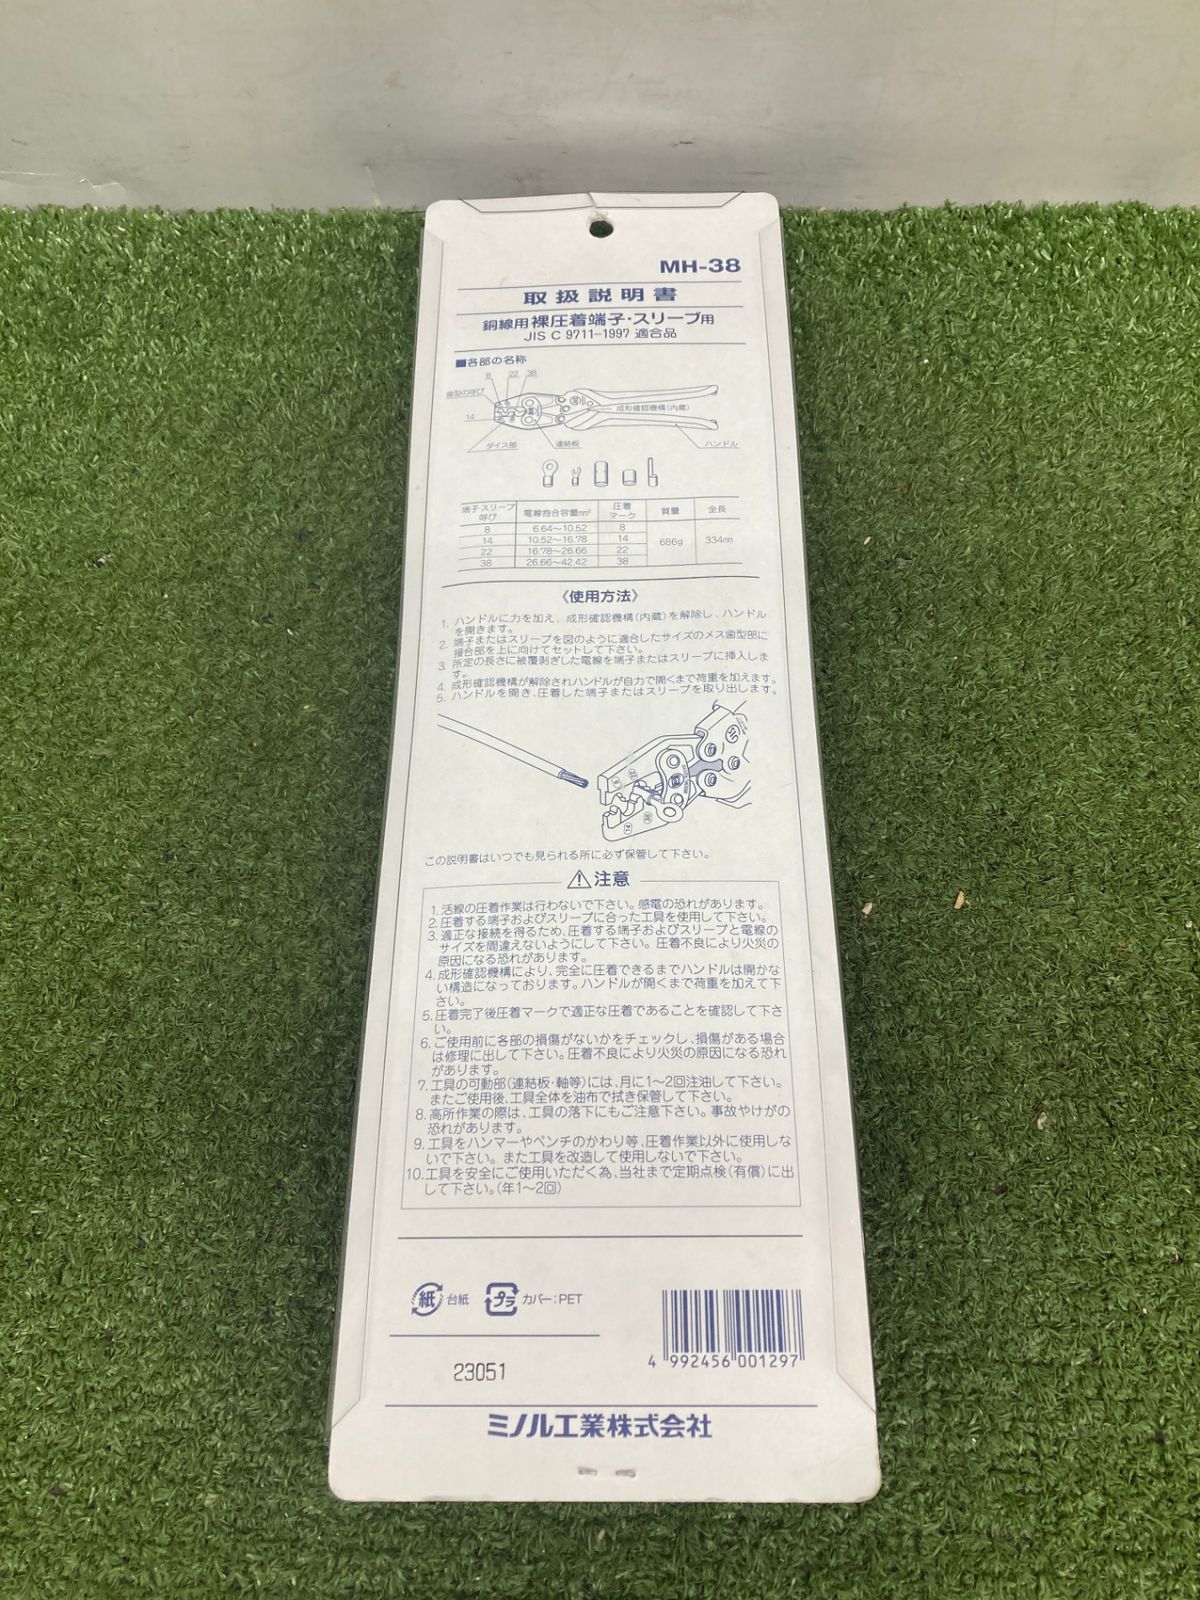 MH-38
取扱説明書
銅線用裸圧着端子・スリーブ用
JIS C 9711-1997 適合品
■各部の名称
8 22 38
歯型の呼び
成形確認機構(内蔵)
14
ダイス部 連結板 ハンドル
端子・スリーブ呼び 電線抱合容量mm² 圧着マーク 質量 全長
8 6.64〜10.52 8 686g 334mm
14 10.52〜16.78 14
22 16.78〜26.66 22
38 26.66〜42.42 38
《使用方法》
1. ハンドルに力を加え、成形確認機構(内蔵)を解除し、ハンドル
を開きます。
2. 端子またはスリーブを図のように適合したサイズのメス歯型部に
接合部を上に向けてセットして下さい。
3. 所定の長さに被覆剥ぎした電線を端子またはスリーブに挿入しま
す。
4. 成形確認機構が解除されハンドルが自力で開くまで荷重を加えます。
5. ハンドルを開き、圧着した端子またはスリーブを取り出します。
この説明書はいつでも見られる所に必ず保管して下さい。
⚠注意
1. 活線の圧着作業は行わないで下さい。感電の恐れがあります。
2. 圧着する端子およびスリーブに合った工具を使用して下さい。
3. 適正な接続を得るため、圧着する端子およびスリーブと電線の
サイズを間違えないようにして下さい。圧着不良により火災の
原因になる恐れがあります。
4. 成形確認機構により、完全に圧着できるまでハンドルは開かな
い構造になっております。ハンドルが開くまで荷重を加えて下
さい。
5. 圧着完了後圧着マークで適正な圧着であることを確認して下さ
い。
6. ご使用前に各部の損傷がないかをチェックし、損傷がある場合
は修理に出して下さい。圧着不良により火災の原因になる恐れ
があります。
7. 工具の可動部(連結板・軸等)には、月に1〜2回注油して下さい。
またご使用後、工具全体を油布で拭き保管して下さい。
8. 高所作業の際は、工具の落下にもご注意下さい。事故やけがの
恐れがあります。
9. 工具をハンマーやペンチのかわり等、圧着作業以外に使用しな
いで下さい。また工具を改造して使用しないで下さい。
10. 工具を安全にご使用いただく為、当社まで定期点検(有償)に出
して下さい。(年1〜2回)
紙 台紙 プラ カバー:PET
4 992456 001297
23051
ミノル工業株式会社